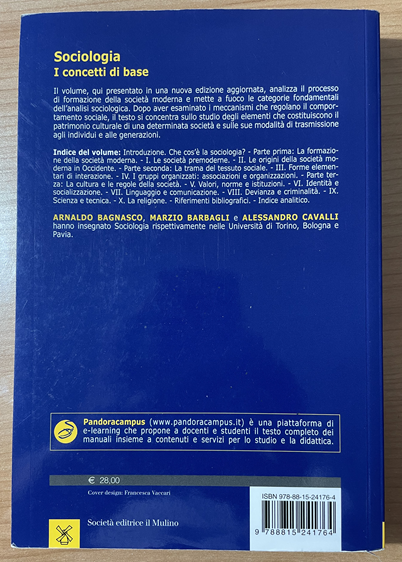 Sociologia
I concetti di base
Il volume, qui presentato in una nuova edizione aggiornata, analizza il processo
di formazione della società moderna e mette a fuoco le categorie fondamentali
dell'analisi sociologica. Dopo aver esaminato i meccanismi che regolano il compor-
tamento sociale, il testo si concentra sullo studio degli elementi che costituiscono il
patrimonio culturale di una determinata società e sulle sue modalità di trasmissione
agli individui e alle generazioni.
Indice del volume: Introduzione. Che cos'è la sociologia? - Parte prima: La formazio-
ne della società moderna. - I. Le società premoderne. - II. Le origini della società mo-
derna in Occidente. - Parte seconda: La trama del tessuto sociale. - III. Forme elemen-
tari di interazione. - IV. I gruppi organizzati: associazioni e organizzazioni. - Parte ter-
za: La cultura e le regole della società. - V. Valori, norme e istituzioni. - VI. Identità e
socializzazione. - VII. Linguaggio e comunicazione. - VIII. Devianza e criminalità. - IX.
Scienza e tecnica. - X. La religione. - Riferimenti bibliografici. - Indice analitico.
ARNALDO BAGNASCO, MARZIO BARBAGLI e ALESSANDRO CAVALLI
hanno insegnato Sociologia rispettivamente nelle Università di Torino, Bologna e
Pavia.
Pandoracampus (www.pandoracampus.it) è una piattaforma di
e-learning che propone a docenti e studenti il testo completo dei
manuali insieme a contenuti e servizi per lo studio e la didattica.
€ 28,00
Cover design: Francesca Vaccari
Società editrice il Mulino
ISBN 978-88-15-24176-4
9 788815 241764